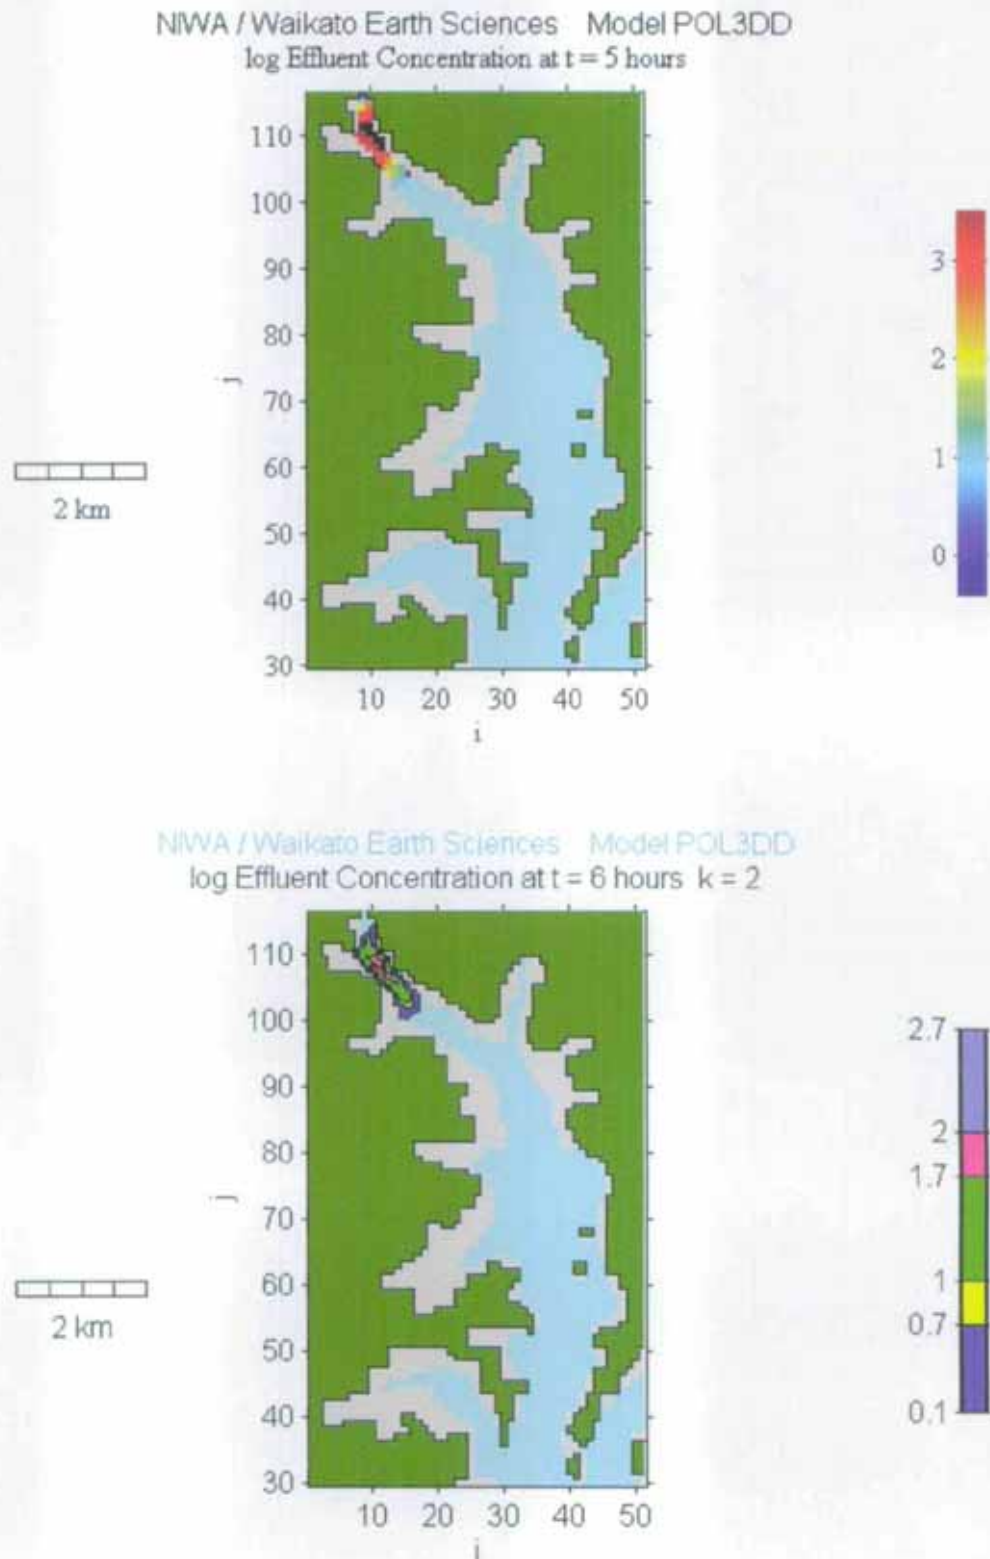 NIWA / Waikato Earth Sciences Model POL3DD
log Effluent Concentration at t = 5 hours
110
100
90
80
70
60
50
40
30
j
10 20 30 40 50
i
2 km
3
2
1
0
NIWA / Waikato Earth Sciences Model POL3DD
log Effluent Concentration at t = 6 hours k = 2
110
100
90
80
70
60
50
40
30
j
10 20 30 40 50
i
2 km
2.7
2
1.7
1
0.7
0.1